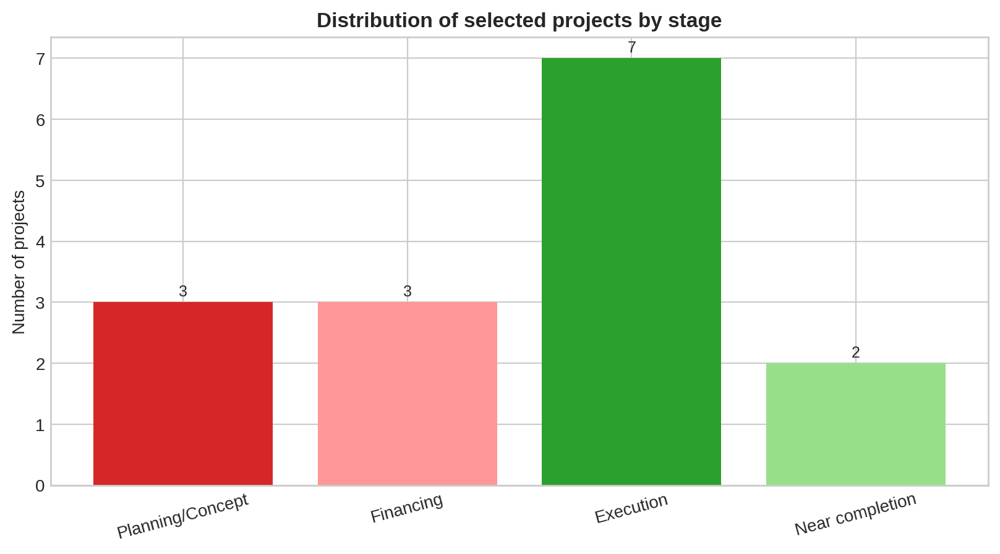 Distribution of selected projects by stage
Number of projects
7
6
5
4
3
2
1
0
3
3
7
2
Planning/Concept
Financing
Execution
Near completion